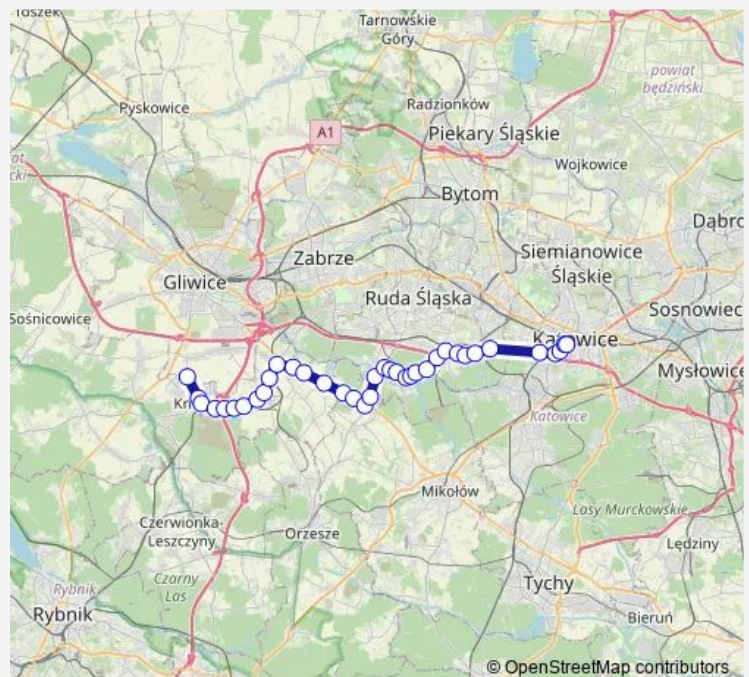 Toszek
Tarnowskie
Góry
Pyskowice
Radzionków
powiat
będziński
A1
Piekary Śląskie
Wojkowice
Bytom
Dąbro
Siemianowice
Śląskie
Zabrze
Gliwice
Ruda Śląska
Sośnicowice
Sosnowiec
Katowice
Mysłowice
Kn
Katowice
Mikołów
Lasy Murckowskie
Czerwionka-
Leszczyny
Orzesze
Lędziny
Czarny
Las
Tychy
Rybnik
Rybnik
Bieruń
© OpenStreetMap contributors